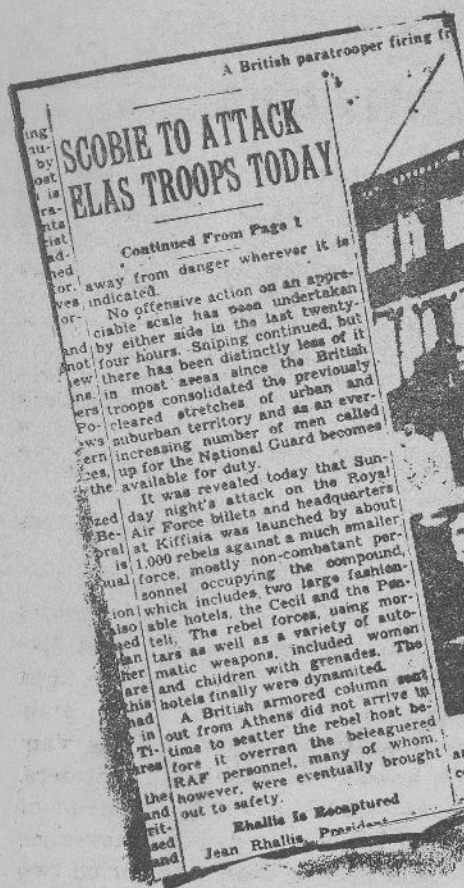 A British paratrooper firing fr
SCOBIE TO ATTACK
ELAS TROOPS TODAY
Continued From Page 1
away from danger wherever it is
indicated.
No offensive action on an appre-
ciable scale has been undertaken
by either side in the last twenty-
four hours. Sniping continued, but
there has been distinctly less of it
in most areas since the British
troops consolidated the previously
cleared stretches of urban and
suburban territory and as an ever-
increasing number of men called
up for the National Guard becomes
available for duty.
It was revealed today that Sun-
day night's attack on the Royal
Air Force billets and headquarters
at Kiffisia was launched by about
1,000 rebels against a much smaller
force, mostly non-combatant per-
sonnel occupying the compound,
which includes two large fashion-
able hotels, the Cecil and the Pen-
teli. The rebel forces, using mor-
tars as well as a variety of auto-
matic weapons, included women
and children with grenades. The
hotels finally were dynamited.
A British armored column sent
out from Athens did not arrive in
time to scatter the rebel host be-
fore it overran the beleaguered
RAF personnel, many of whom,
however, were eventually brought
out to safety.
Rhallis Is Recaptured
Jean Rhallis, President